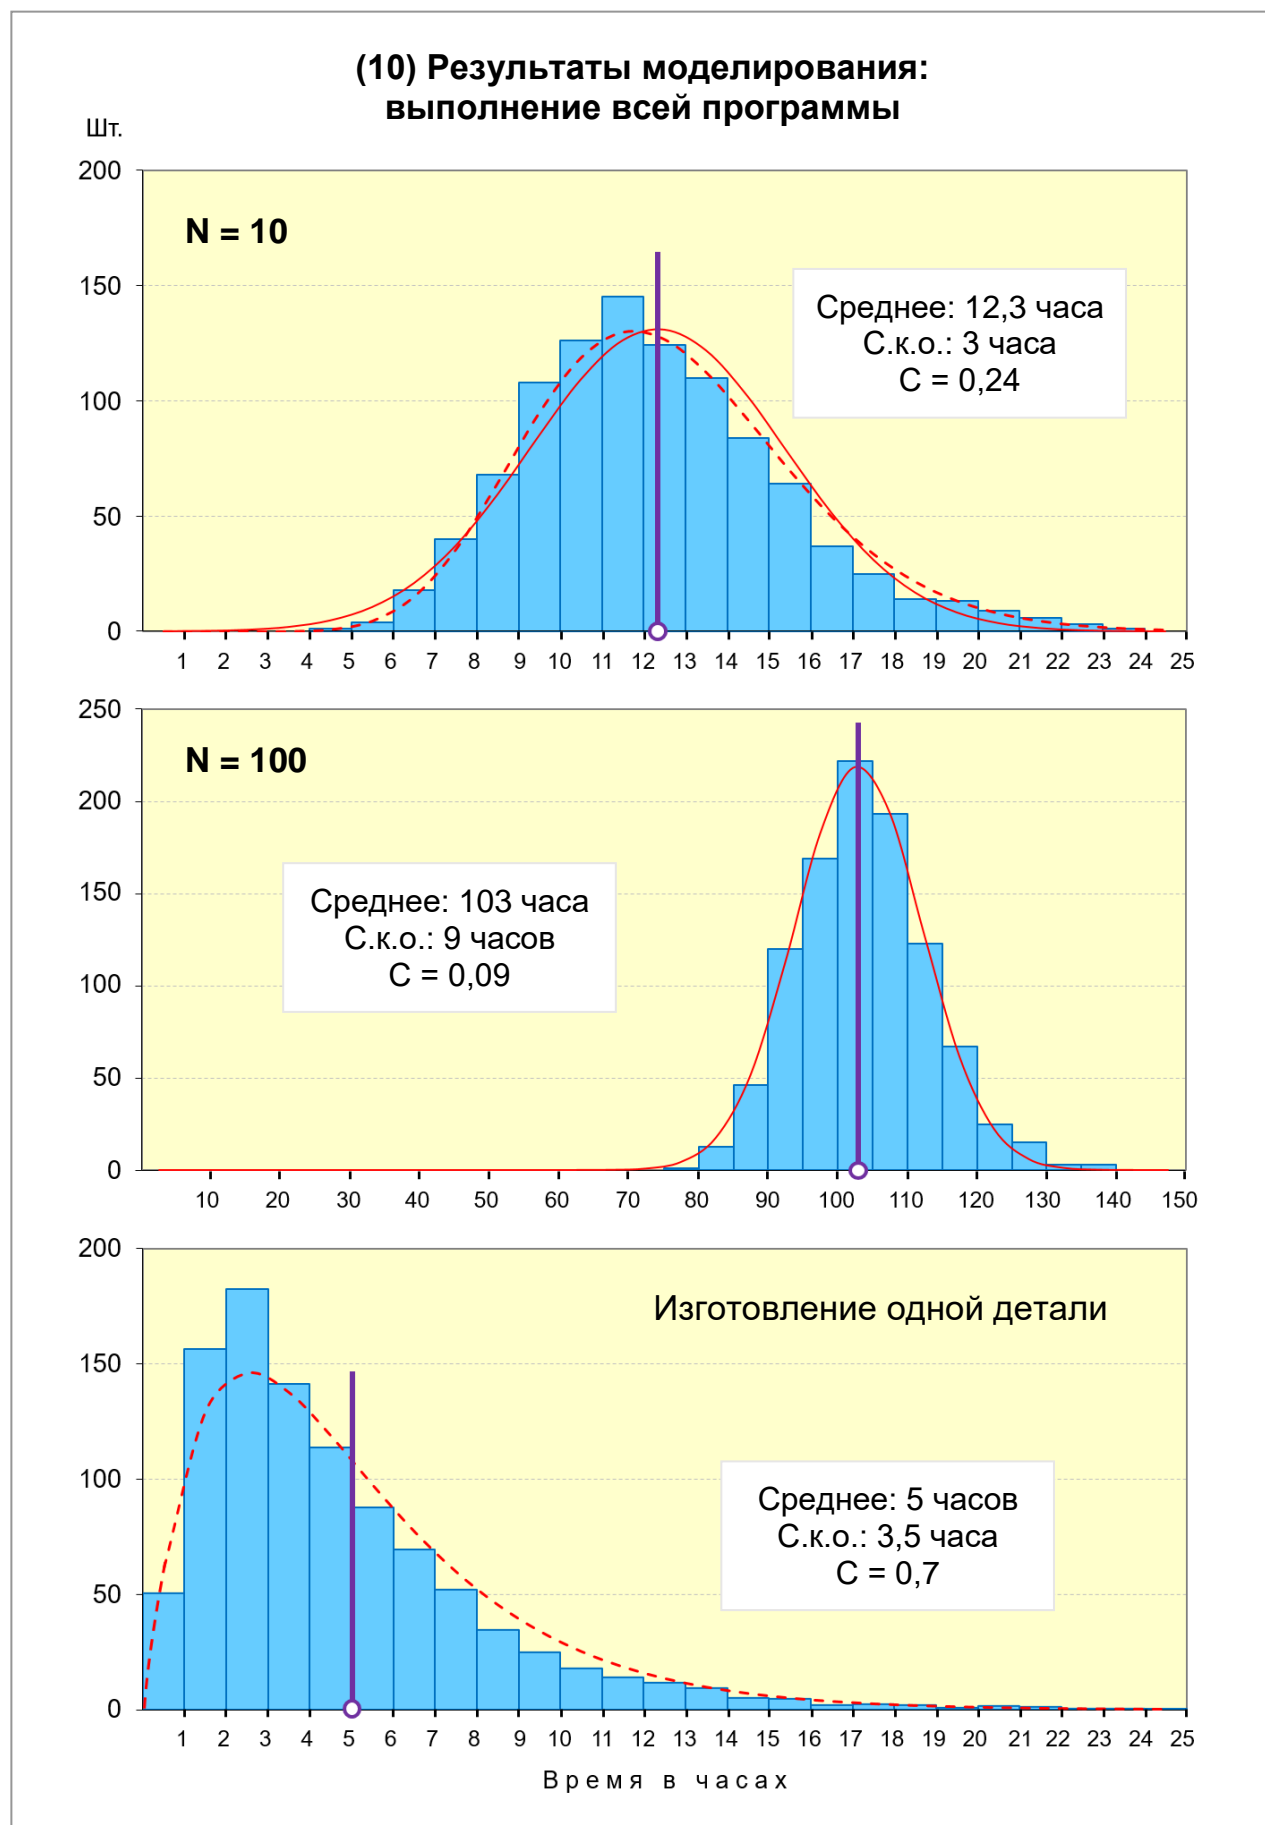 (10) Результаты моделирования:
выполнение всей программы
Шт.
200
150
100
50
0
N = 10
Среднее: 12,3 часа
С.к.о.: 3 часа
С = 0,24
1 2 3 4 5 6 7 8 9 10 11 12 13 14 15 16 17 18 19 20 21 22 23 24 25
250
200
150
100
50
0
N = 100
Среднее: 103 часа
С.к.о.: 9 часов
С = 0,09
10 20 30 40 50 60 70 80 90 100 110 120 130 140 150
200
150
100
50
0
Изготовление одной детали
Среднее: 5 часов
С.к.о.: 3,5 часа
С = 0,7
1 2 3 4 5 6 7 8 9 10 11 12 13 14 15 16 17 18 19 20 21 22 23 24 25
Время в часах